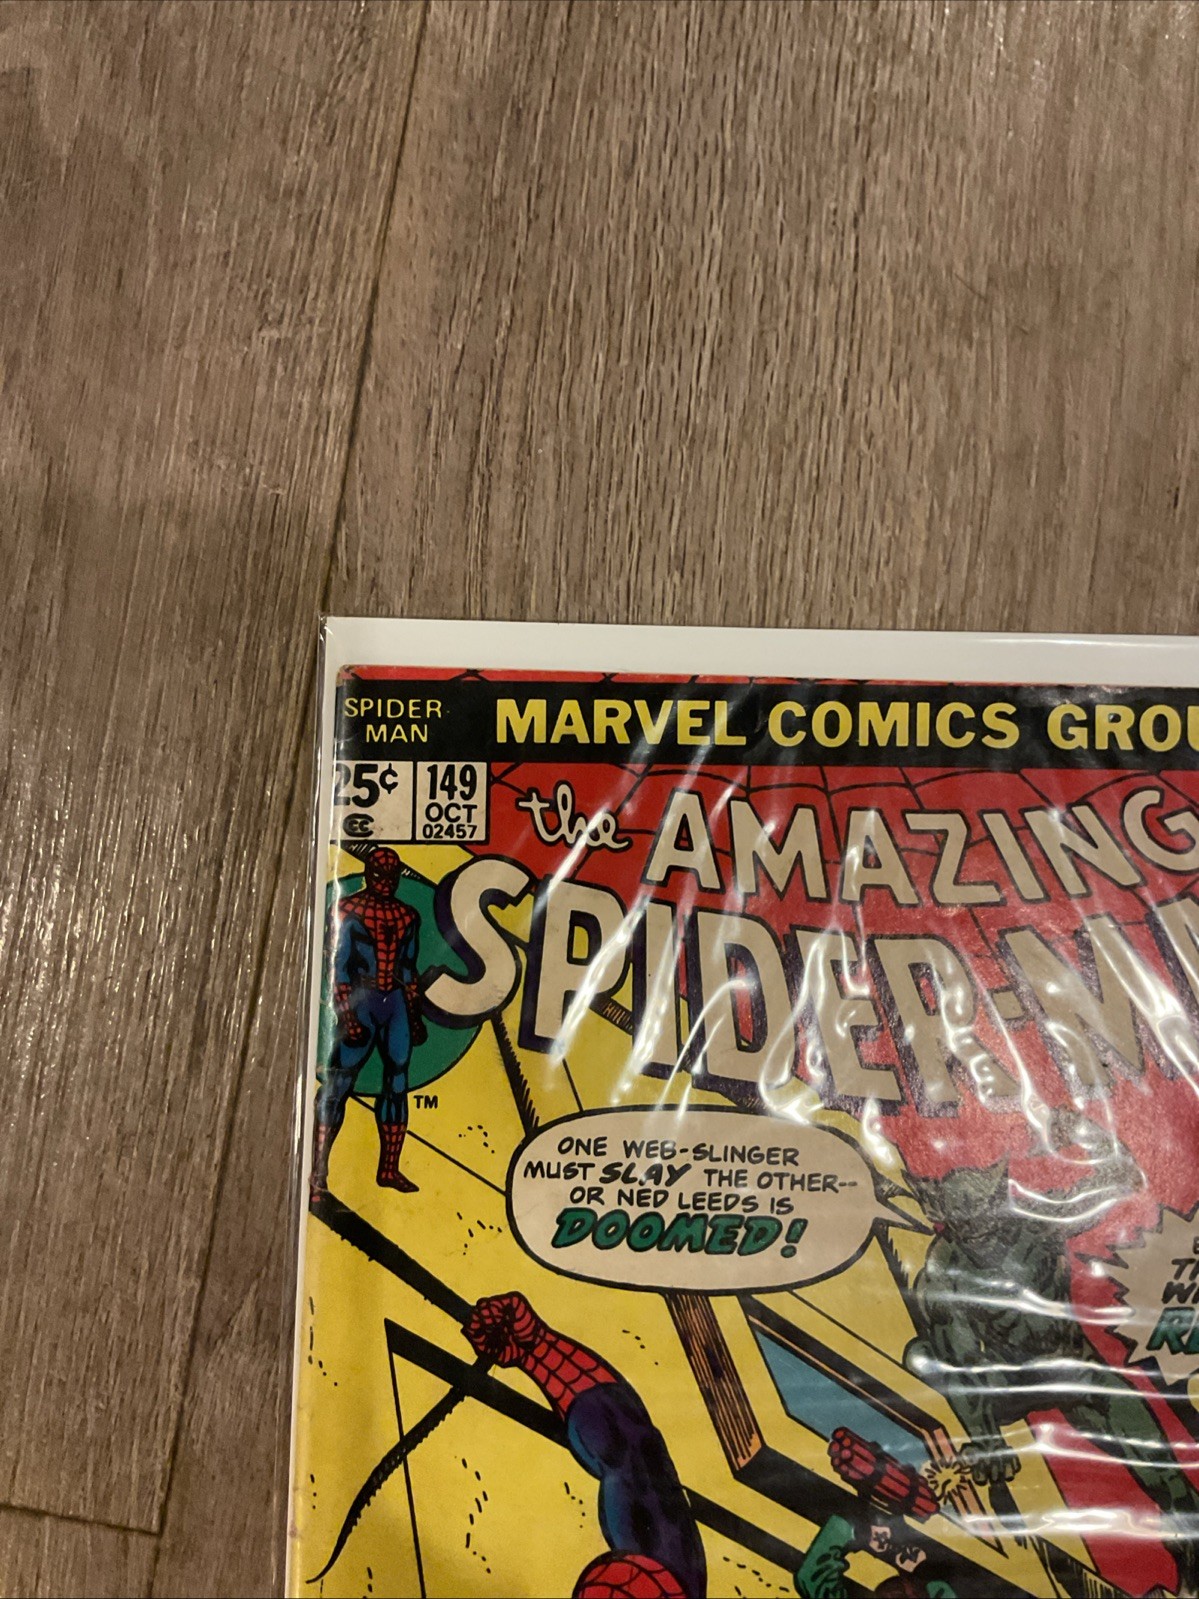 SPIDER-
MAN
MARVEL COMICS GROU
25¢
149
OCT
02457
CC
the AMAZING
SPIDER-M
TM
ONE WEB-SLINGER
MUST SLAY THE OTHER--
OR NED LEEDS IS
DOOMED!